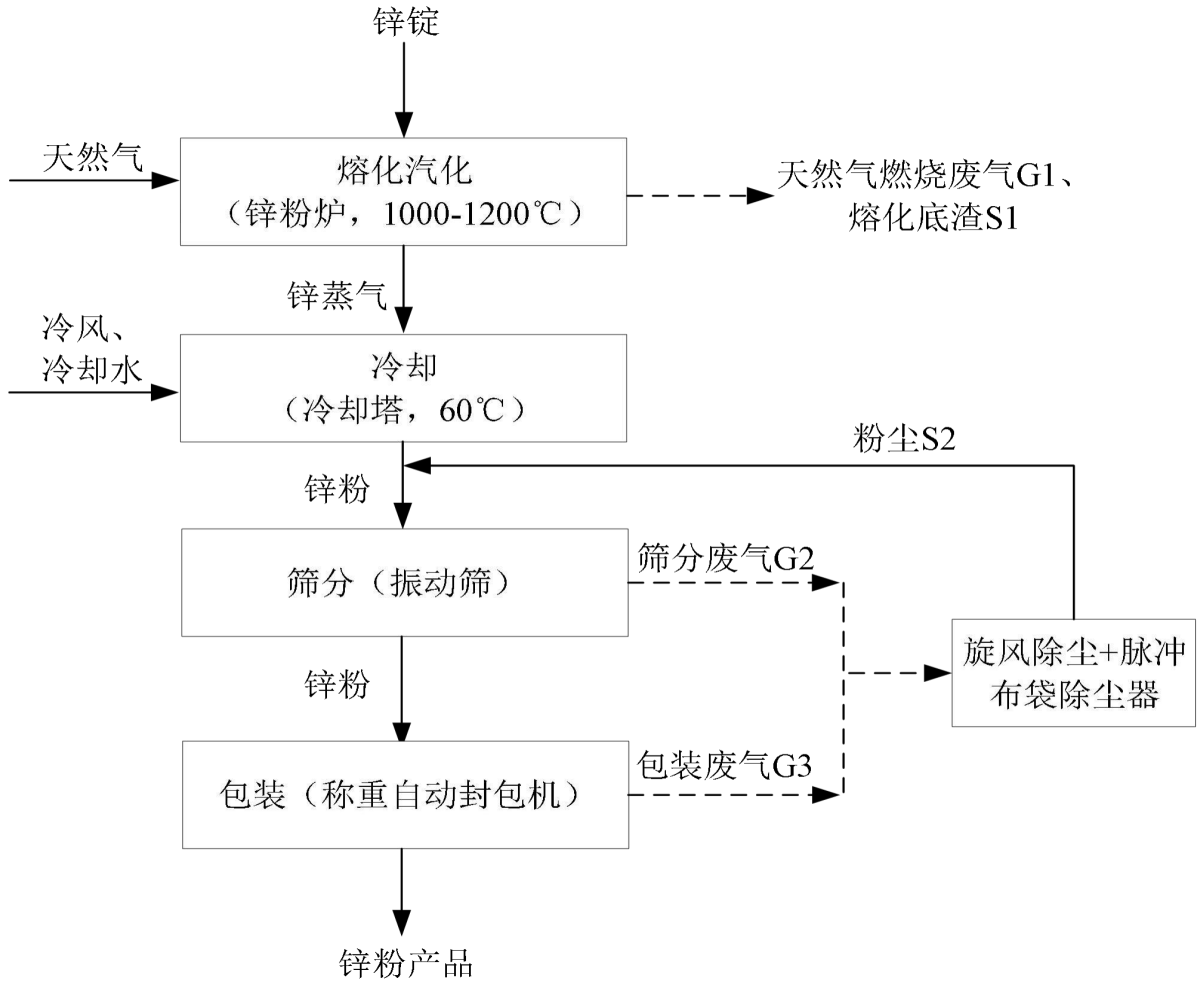 锌锭
天然气
熔化汽化
（锌粉炉，1000-1200℃）
天然气燃烧废气G1、
熔化底渣S1
锌蒸气
冷风、
冷却水
冷却
（冷却塔，60℃）
粉尘S2
锌粉
筛分（振动筛）
筛分废气G2
旋风除尘+脉冲
布袋除尘器
锌粉
包装（称重自动封包机）
包装废气G3
锌粉产品